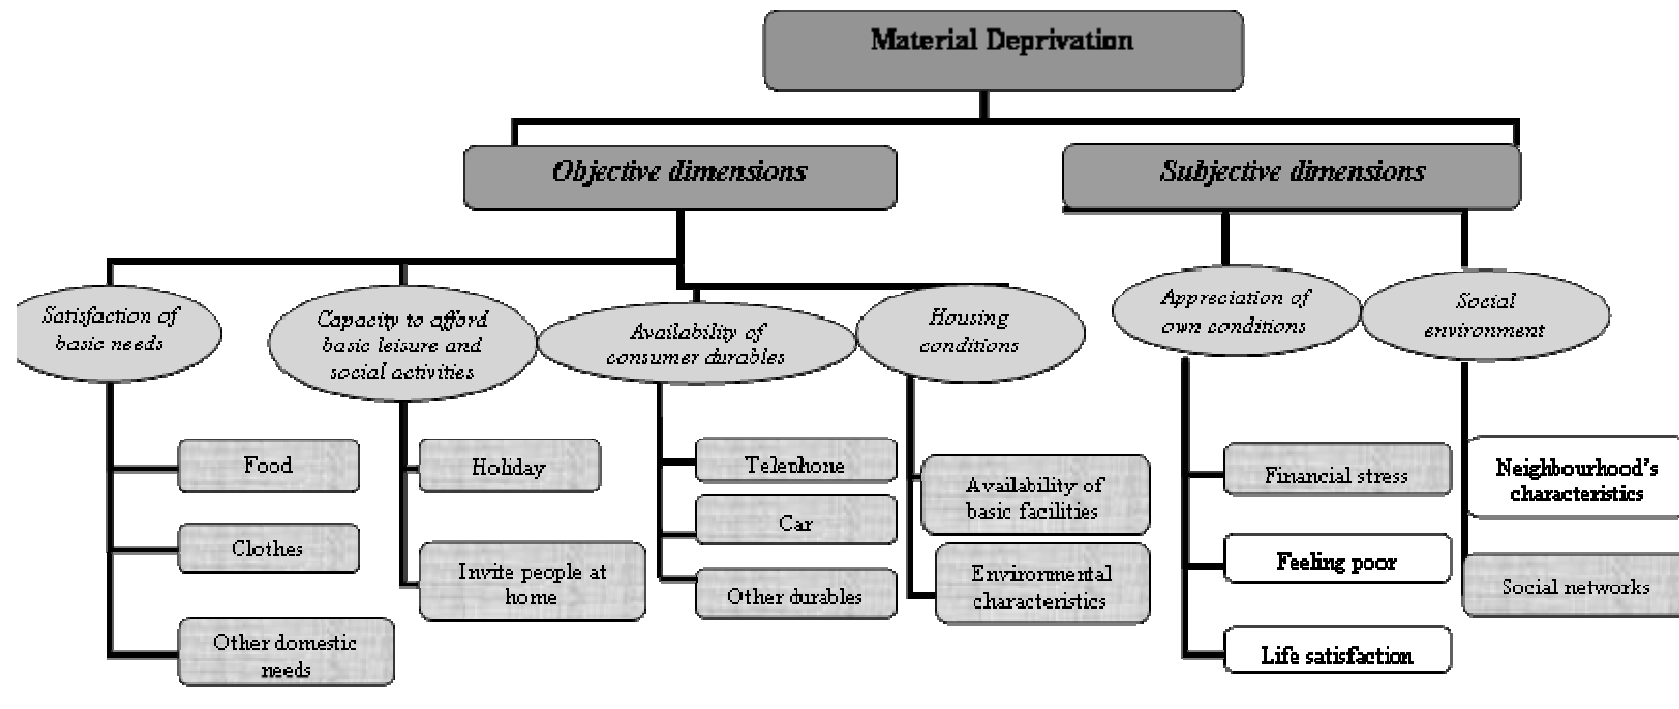 Material Deprivation
Objective dimensions
Subjective dimensions
Satisfaction of
basic needs
Capacity to afford
basic leisure and
social activities
Availability of
consumer durables
Housing
conditions
Appreciation of
own conditions
Social
environment
Food
Clothes
Other domestic
needs
Holiday
Invite people at
home
Telephone
Car
Other durables
Availability of
basic facilities
Environmental
characteristics
Financial stress
Feeling poor
Life satisfaction
Neighbourhood's
characteristics
Social networks